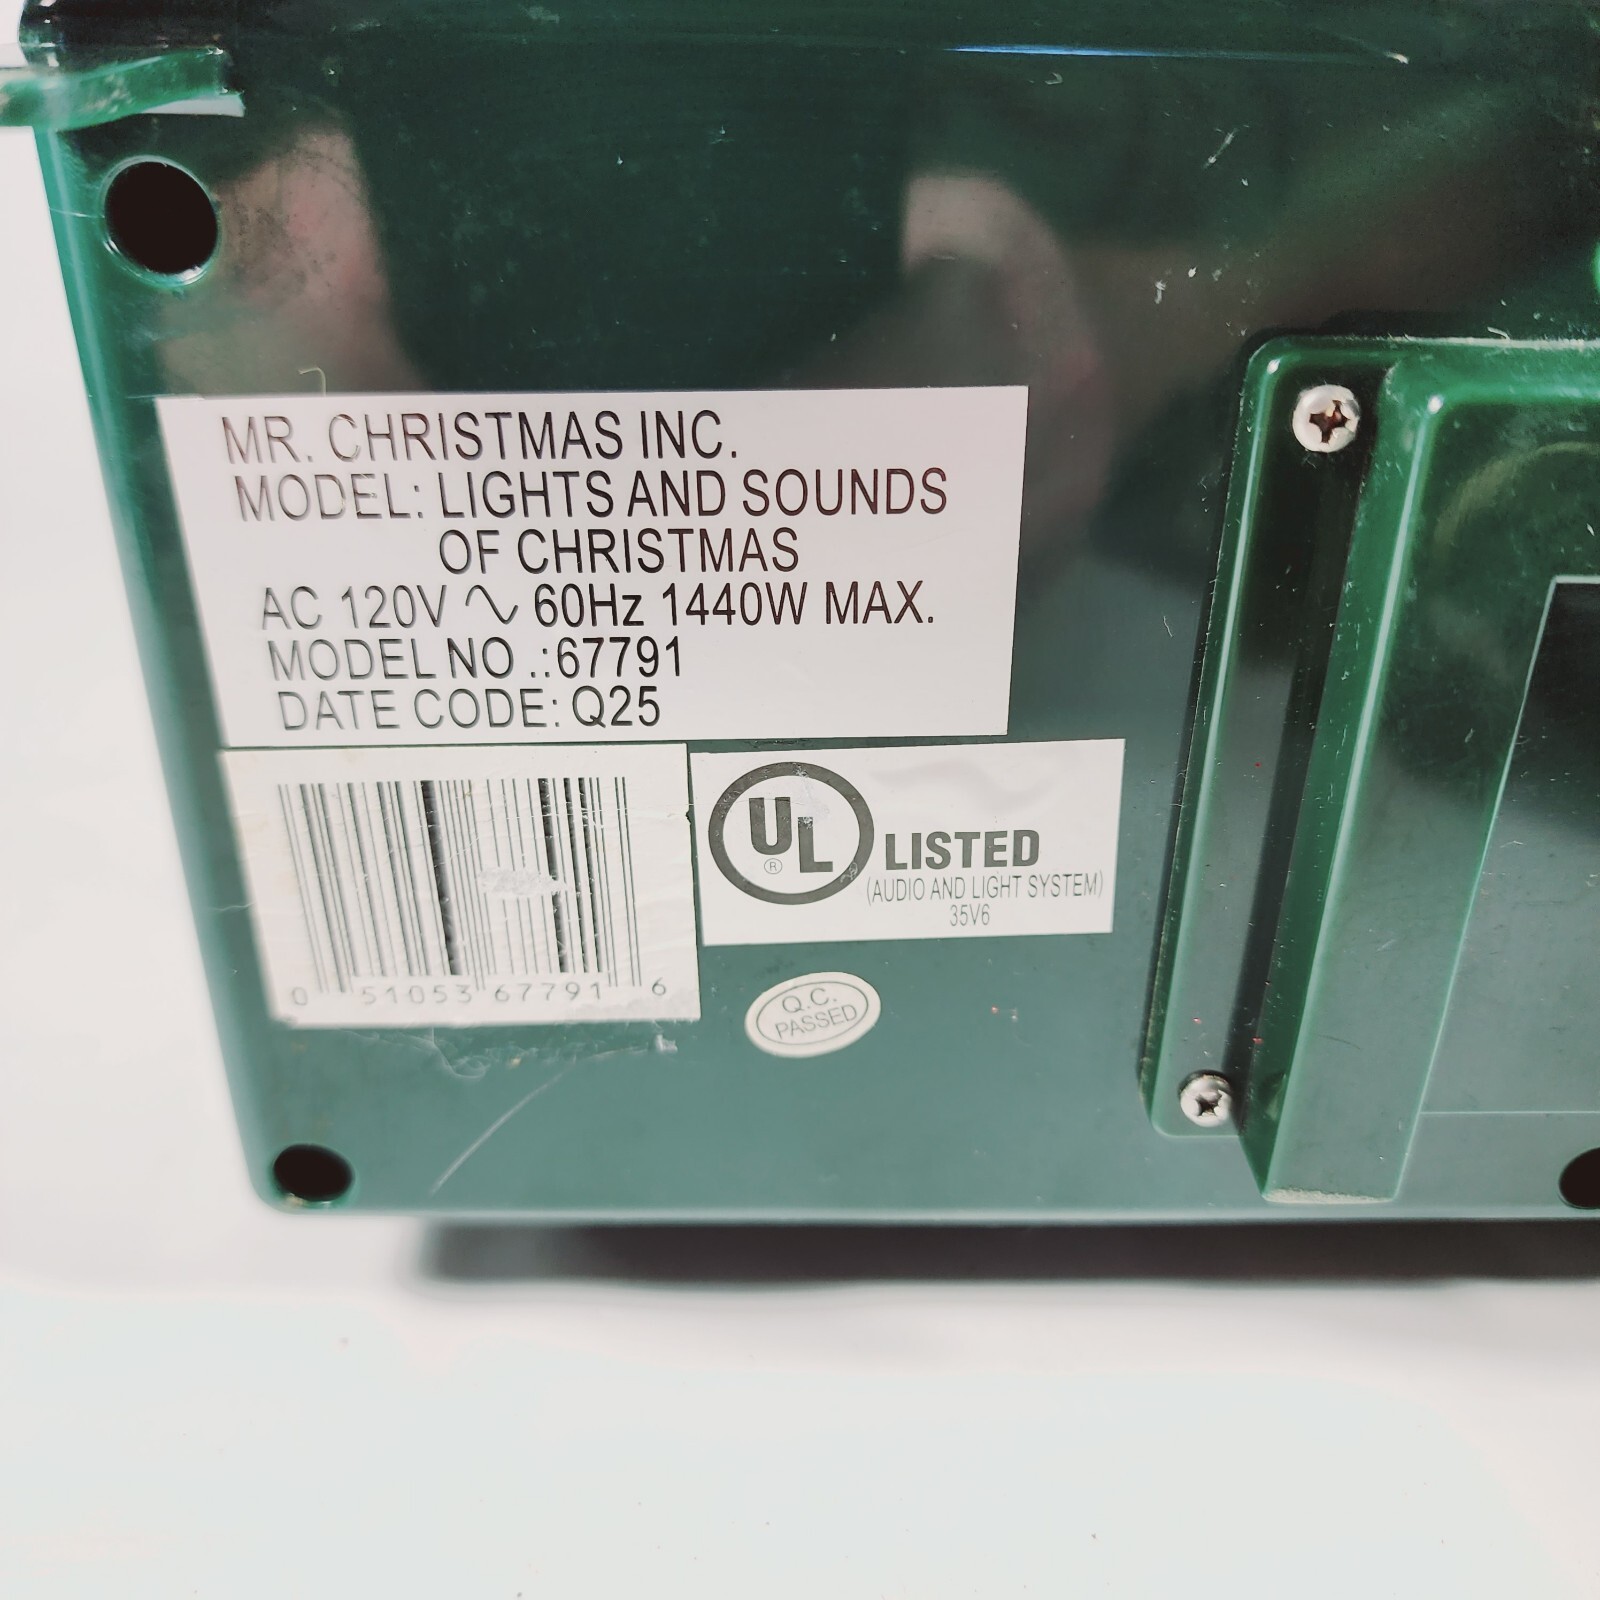 MR. CHRISTMAS INC.
MODEL: LIGHTS AND SOUNDS
OF CHRISTMAS
AC 120V ∿ 60Hz 1440W MAX.
MODEL NO .:67791
DATE CODE: Q25
UL ®
LISTED
(AUDIO AND LIGHT SYSTEM)
35V6
0 51053 67791 6
Q.C.
PASSED